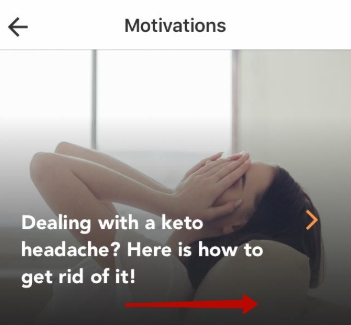 Motivations
Dealing with a keto
headache? Here is how to
get rid of it!